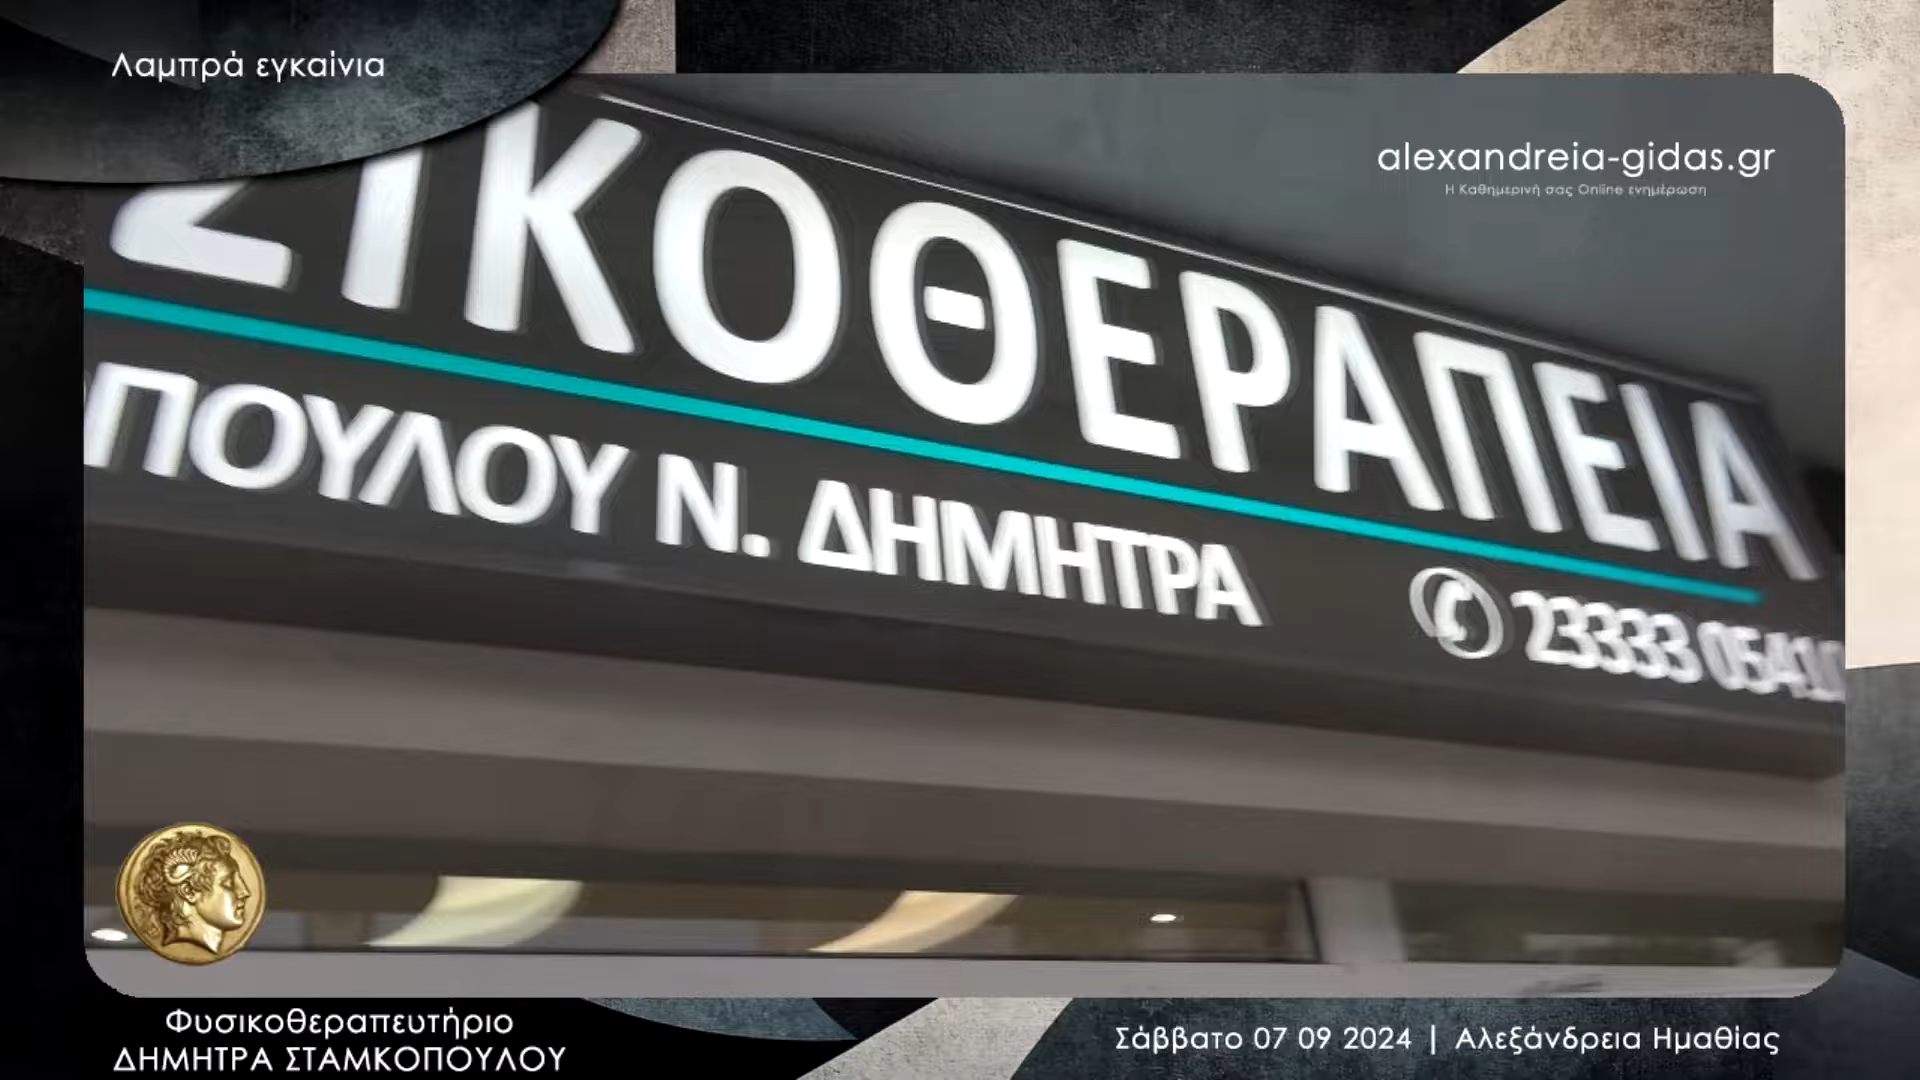 Λαμπρά εγκαίνια
alexandreia-gidas.gr
Η Καθημερινή σας Online ενημέρωση
ΣΙΚΟΘΕΡΑΠΕΙΑ
ΠΟΥΛΟΥ Ν. ΔΗΜΗΤΡΑ
23333 05410
Φυσικοθεραπευτήριο
ΔΗΜΗΤΡΑ ΣΤΑΜΚΟΠΟΥΛΟΥ
Σάββατο 07 09 2024 | Αλεξάνδρεια Ημαθίας